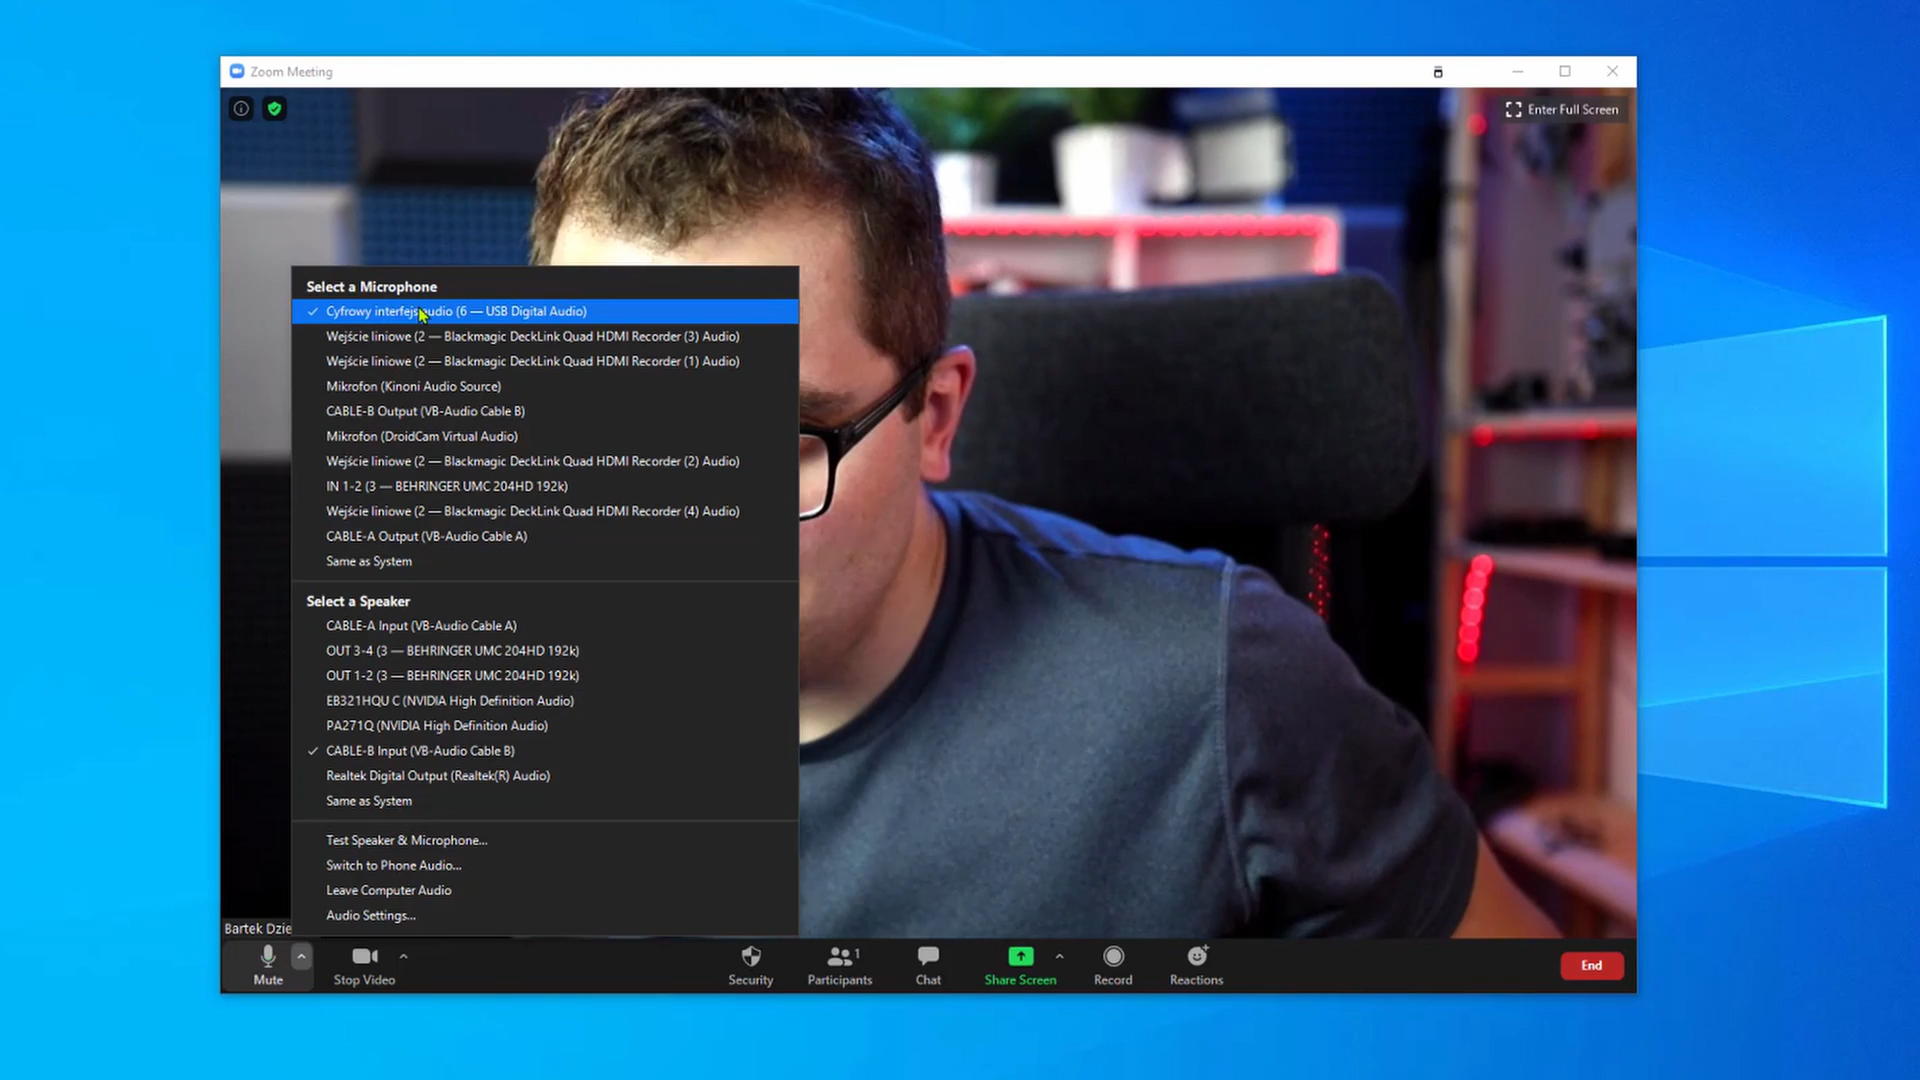 Zoom Meeting
Enter Full Screen
Select a Microphone
Cyfrowy interfejs audio (6 — USB Digital Audio)
Wejście liniowe (2 — Blackmagic DeckLink Quad HDMI Recorder (3) Audio)
Wejście liniowe (2 — Blackmagic DeckLink Quad HDMI Recorder (1) Audio)
Mikrofon (Kinoni Audio Source)
CABLE-B Output (VB-Audio Cable B)
Mikrofon (DroidCam Virtual Audio)
Wejście liniowe (2 — Blackmagic DeckLink Quad HDMI Recorder (2) Audio)
IN 1-2 (3 — BEHRINGER UMC 204HD 192k)
Wejście liniowe (2 — Blackmagic DeckLink Quad HDMI Recorder (4) Audio)
CABLE-A Output (VB-Audio Cable A)
Same as System
Select a Speaker
CABLE-A Input (VB-Audio Cable A)
OUT 3-4 (3 — BEHRINGER UMC 204HD 192k)
OUT 1-2 (3 — BEHRINGER UMC 204HD 192k)
EB321HQU C (NVIDIA High Definition Audio)
PA271Q (NVIDIA High Definition Audio)
CABLE-B Input (VB-Audio Cable B)
Realtek Digital Output (Realtek(R) Audio)
Same as System
Test Speaker & Microphone...
Switch to Phone Audio...
Leave Computer Audio
Audio Settings...
Bartek Dzie
Mute
Stop Video
Security
Participants
1
Chat
Share Screen
Record
Reactions
End